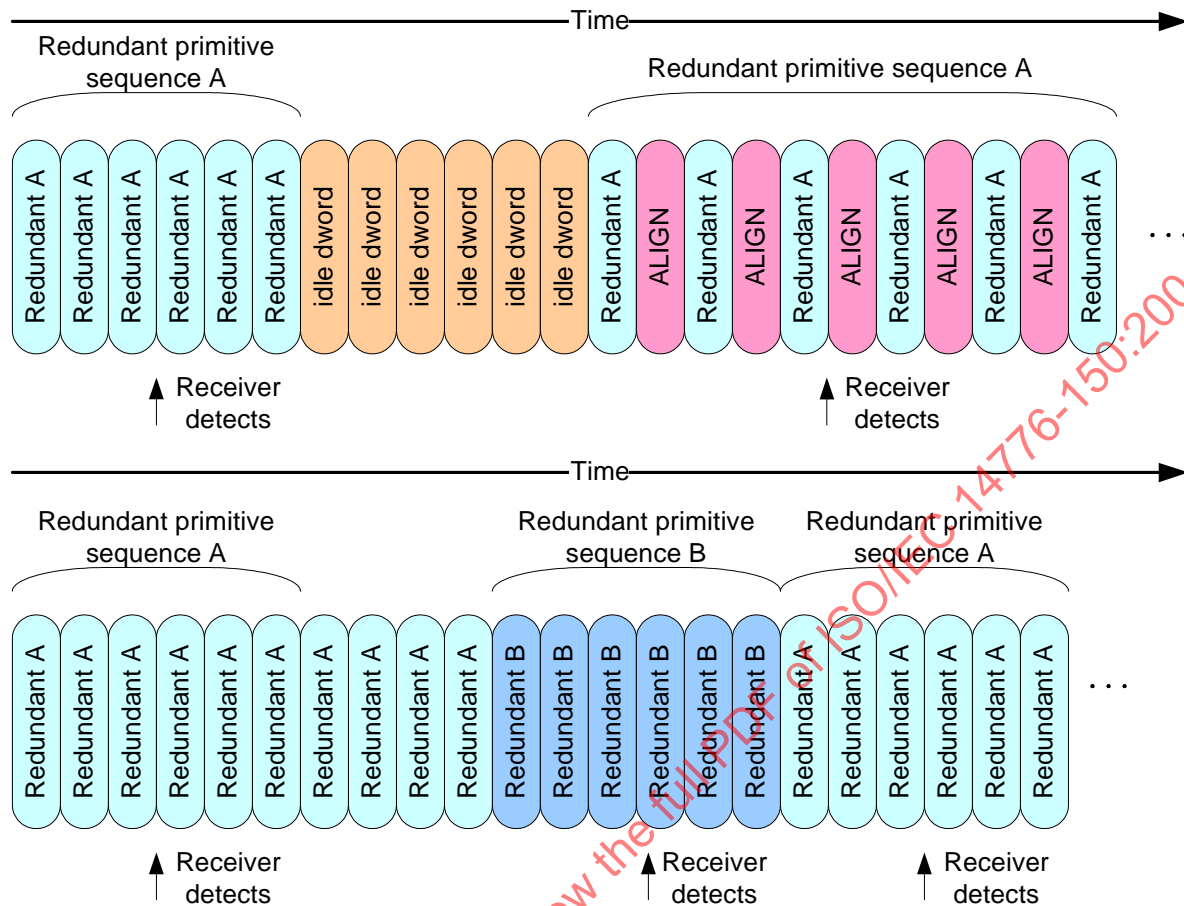 Time
Redundant primitive
sequence A
Redundant primitive sequence A
Redundant A
Redundant A
Redundant A
Redundant A
Redundant A
Redundant A
idle dword
idle dword
idle dword
idle dword
idle dword
idle dword
Redundant A
ALIGN
Redundant A
ALIGN
Redundant A
ALIGN
Redundant A
ALIGN
Redundant A
ALIGN
Redundant A
. . .
Receiver
detects
Receiver
detects
Time
Redundant primitive
sequence A
Redundant primitive
sequence B
Redundant primitive
sequence A
Redundant A
Redundant A
Redundant A
Redundant A
Redundant A
Redundant A
Redundant A
Redundant A
Redundant A
Redundant A
Redundant B
Redundant B
Redundant B
Redundant B
Redundant B
Redundant B
Redundant A
Redundant A
Redundant A
Redundant A
Redundant A
Redundant A
. . .
Receiver
detects
Receiver
detects
Receiver
detects
the full PDF of ISO/IEC 14776-150:200